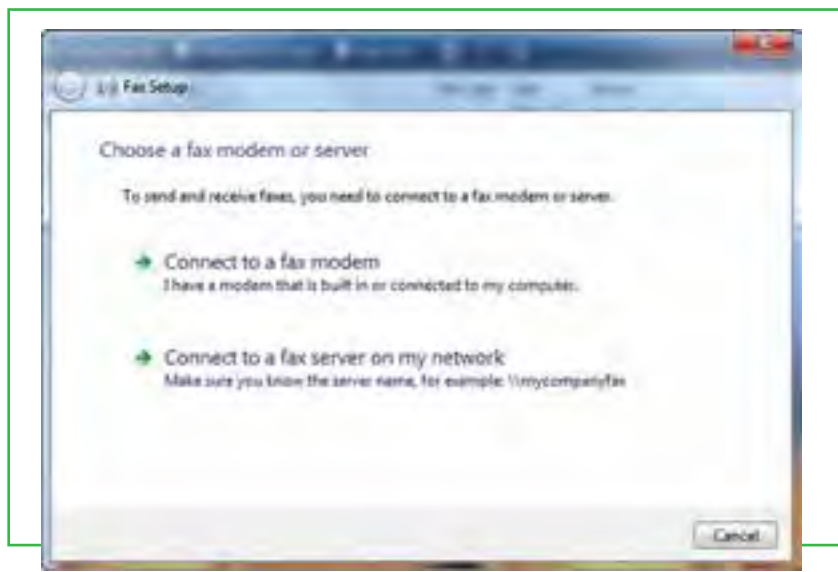 Fax Setup
Choose a fax modem or server
To send and receive faxes, you need to connect to a fax modem or server.
Connect to a fax modem
I have a modem that is built in or connected to my computer.
Connect to a fax server on my network
Make sure you know the server name, for example: \\mycompanyfax
Cancel